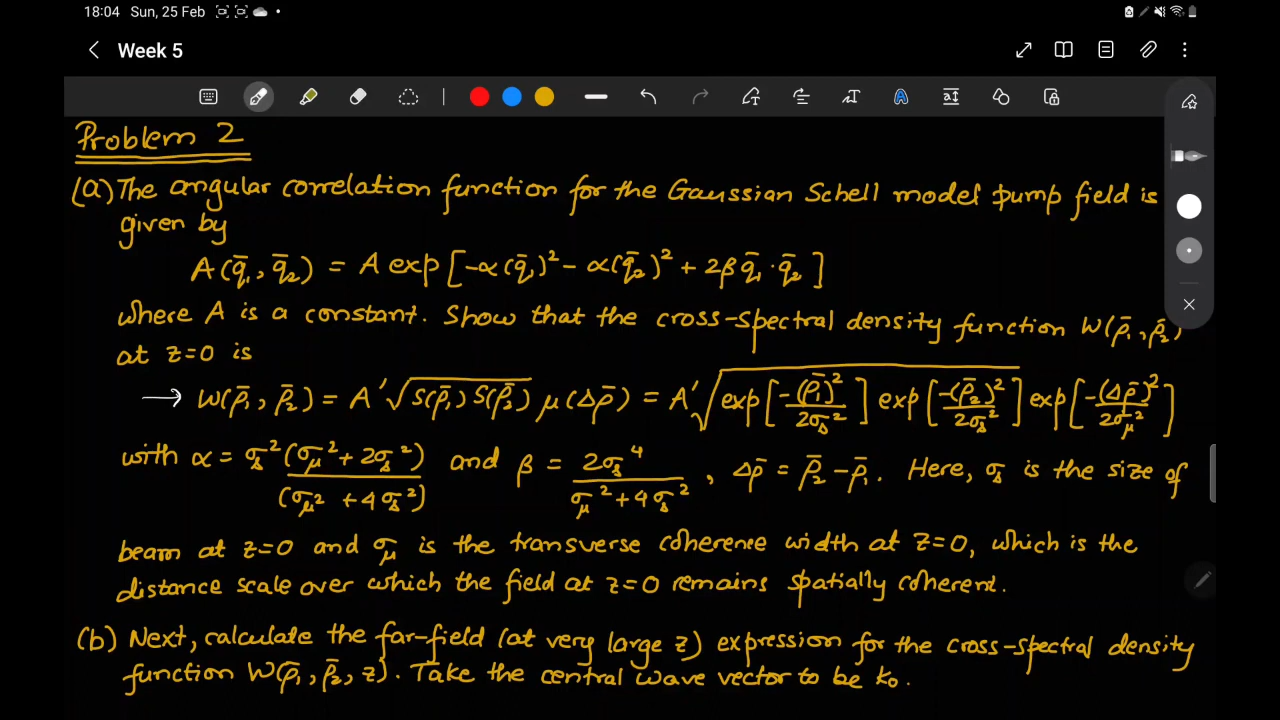 18:04 Sun, 25 Feb
Week 5
Problem 2
(a) The angular correlation function for the Gaussian Schell model pump field is
given by
A(q̄₁, q̄₂) = A exp[-α(q̄₁)² - α(q̄₂)² + 2β q̄₁ · q̄₂]
where A is a constant. Show that the cross-spectral density function W(ρ̄₁, ρ̄₂)
at z=0 is
→ W(ρ̄₁, ρ̄₂) = A' √(S(ρ̄₁) S(ρ̄₂)) μ(Δρ̄) = A' √(exp[-(ρ̄₁)²/2σₛ²] exp[-(ρ̄₂)²/2σₛ²]) exp[-(Δρ̄)²/2σ_μ²]
with α = σₛ²(σ_μ² + 2σₛ²)/(σ_μ² + 4σₛ²) and β = 2σₛ⁴/(σ_μ² + 4σₛ²), Δρ̄ = ρ̄₂ - ρ̄₁. Here, σₛ is the size of
beam at z=0 and σ_μ is the transverse coherence width at z=0, which is the
distance scale over which the field at z=0 remains spatially coherent.
(b) Next, calculate the far-field (at very large z) expression for the cross-spectral density
function W(ρ̄₁, ρ̄₂, z). Take the central wave vector to be k₀.